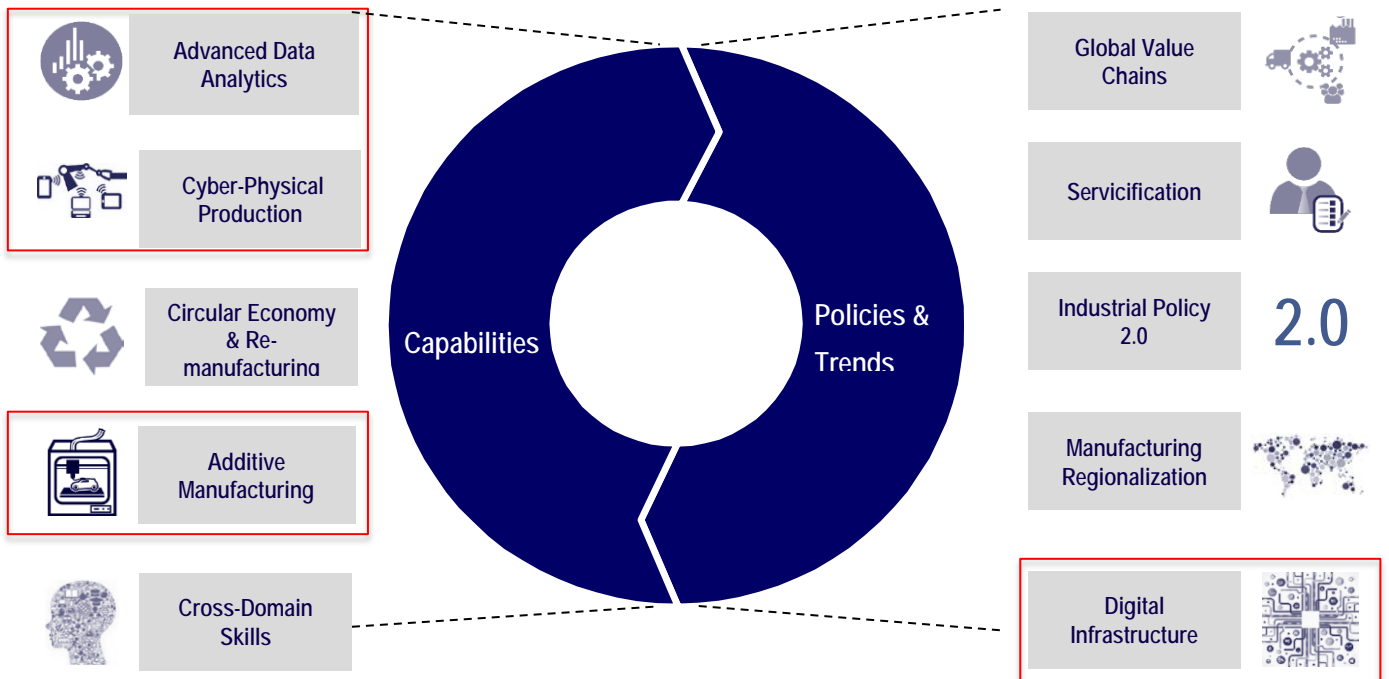 Advanced Data
Analytics
Cyber-Physical
Production
Circular Economy
& Re-
manufacturing
Additive
Manufacturing
Cross-Domain
Skills
Capabilities
Policies &
Trends
Global Value
Chains
Servicification
Industrial Policy
2.0
2.0
Manufacturing
Regionalization
Digital
Infrastructure